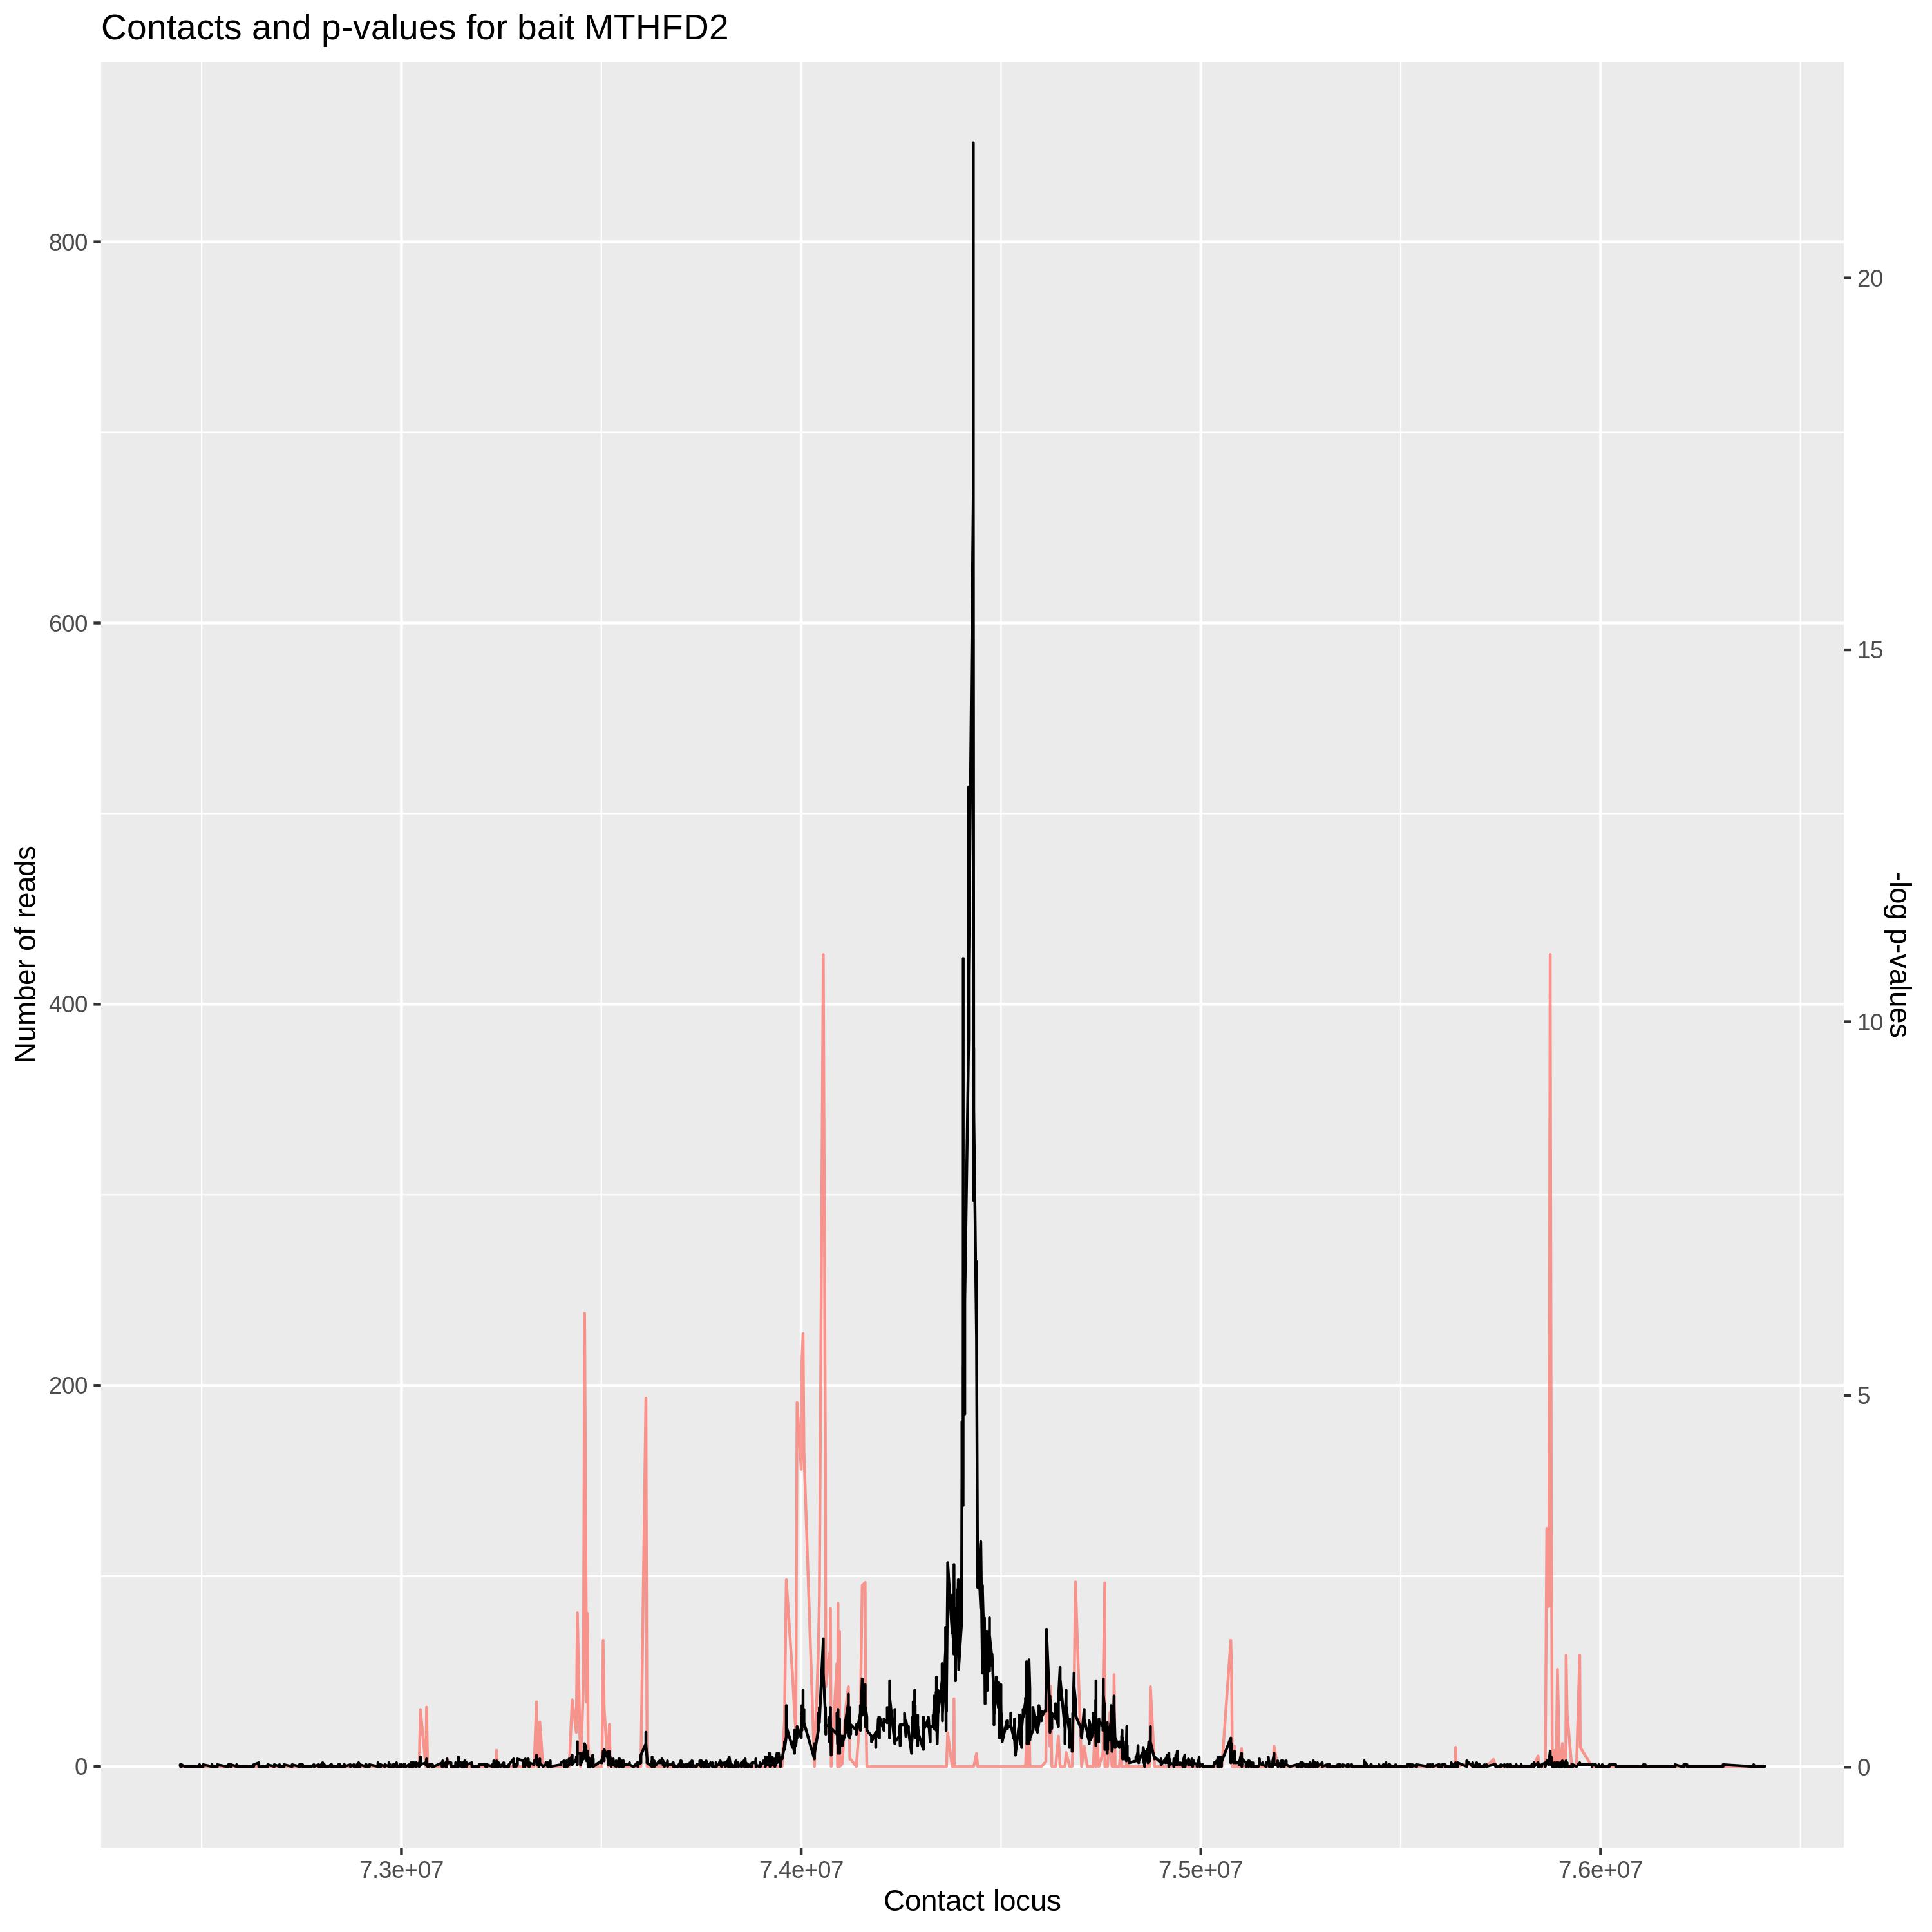 Contacts and p-values for bait MTHFD2
800
600
400
200
0
Number of reads
20
15
10
5
0
-log p-values
7.3e+07
7.4e+07
7.5e+07
7.6e+07
Contact locus